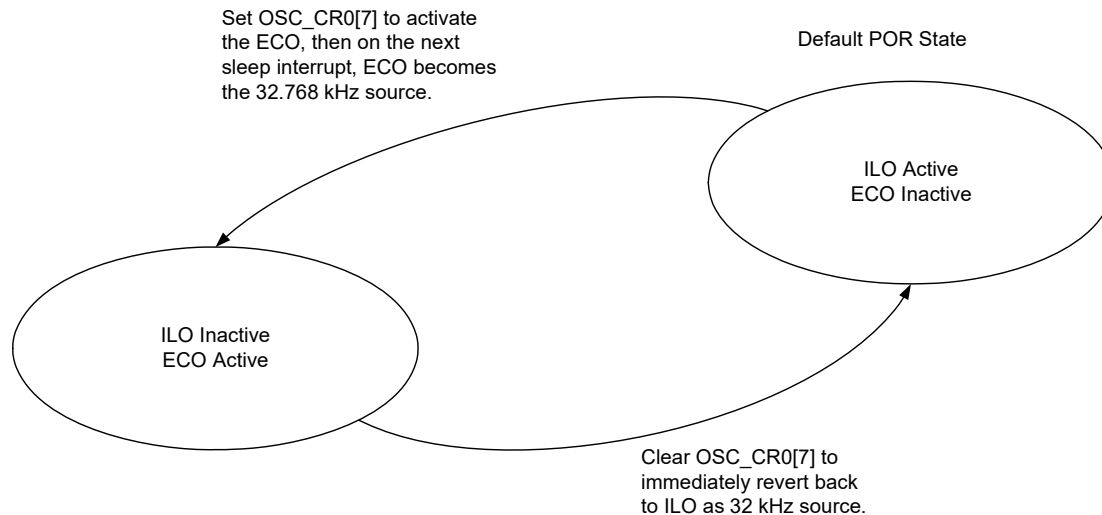 Set OSC_CR0[7] to activate
the ECO, then on the next
sleep interrupt, ECO becomes
the 32.768 kHz source.
Default POR State
ILO Active
ECO Inactive
ILO Inactive
ECO Active
Clear OSC_CR0[7] to
immediately revert back
to ILO as 32 kHz source.